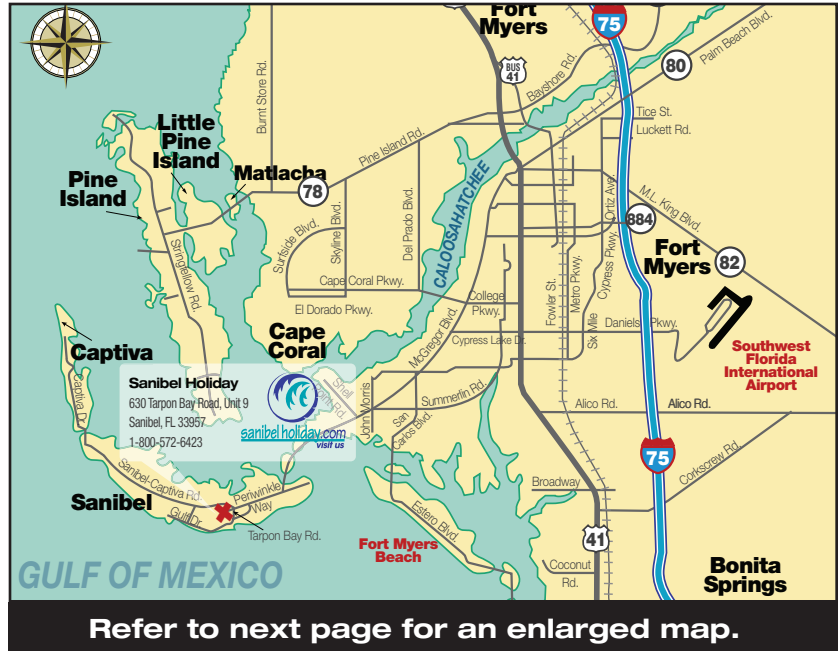 Fort
Myers
75
BUS
41
80
Palm Beach Blvd.
Bayshore Rd.
Burnt Store Rd.
Tice St.
Luckett Rd.
Little
Pine
Island
Pine Island Rd.
Matlacha
78
Pine
Island
CALOOSAHATCHEE
Ortiz Ave.
M.L. King Blvd.
884
Fort
Myers
82
Stringfellow Rd.
Surfside Blvd.
Skyline Blvd.
Del Prado Blvd.
Cape Coral Pkwy.
El Dorado Pkwy.
College
Pkwy.
Fowler St.
Metro Pkwy.
Six Mile Cypress Pkwy.
Daniels Pkwy.
McGregor Blvd.
Cypress Lake Dr.
Cape
Coral
Captiva
Southwest
Florida
International
Airport
Sanibel Holiday
630 Tarpon Bay Road, Unit 9
Sanibel, FL 33957
1-800-572-6423
sanibelholiday.com
visit us
Shell
Point Rd.
John Morris
Summerlin Rd.
San
Carlos Blvd.
Alico Rd.
Alico Rd.
Captiva Dr.
75
Corkscrew Rd.
Sanibel-Captiva Rd.
Sanibel
Periwinkle
Way
Gulf Dr.
Tarpon Bay Rd.
Broadway
Estero Blvd.
Fort Myers
Beach
41
Coconut
Rd.
Bonita
Springs
GULF OF MEXICO
Refer to next page for an enlarged map.